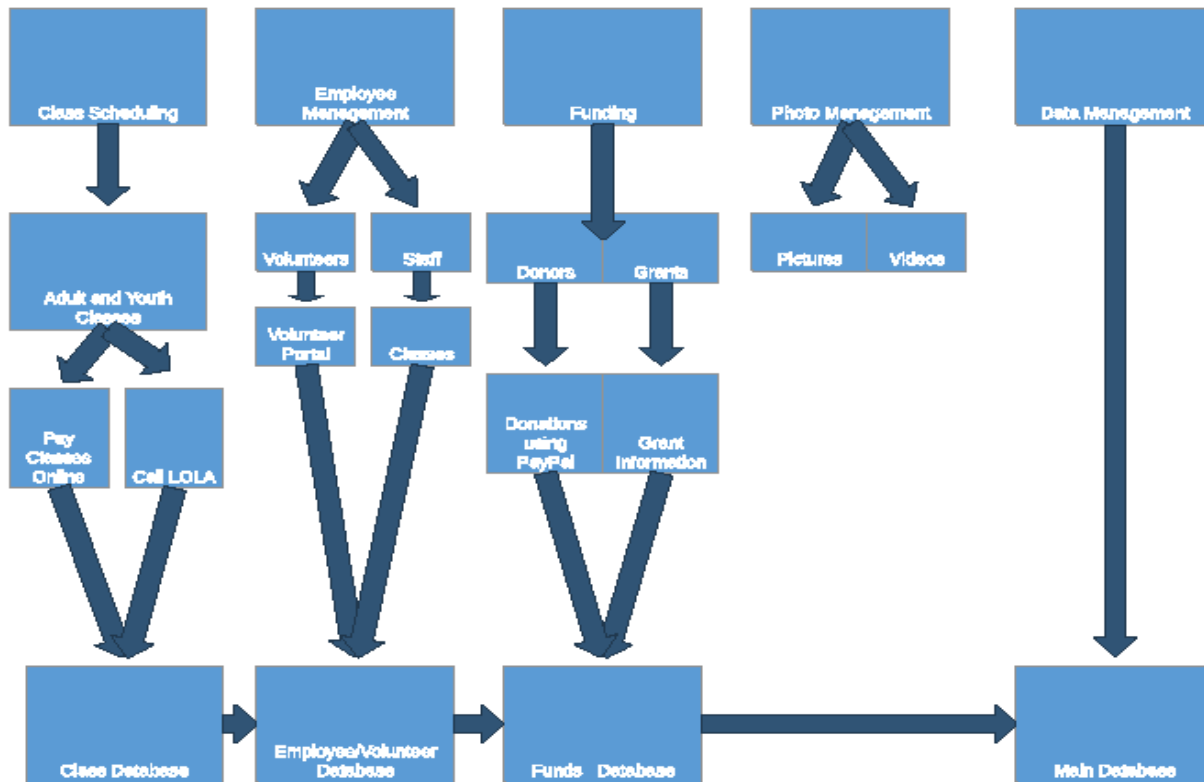 Class Scheduling
Employee
Management
Funding
Photo Management
Data Management
Volunteers
Staff
Donors
Grants
Pictures
Videos
Adult and Youth
Classes
Volunteer
Portal
Classes
Pay
Classes
Online
Call LOLA
Donations
using
PayPal
Grant
Information
Class Database
Employee/Volunteer
Database
Funds Database
Main Database